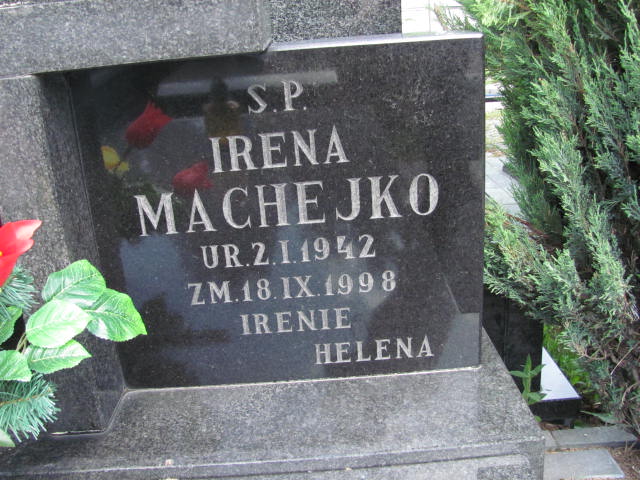 S.P.
IRENA
MACHEJKO
UR.2.I.1942
ZM.18.IX.1998
IRENIE
HELENA